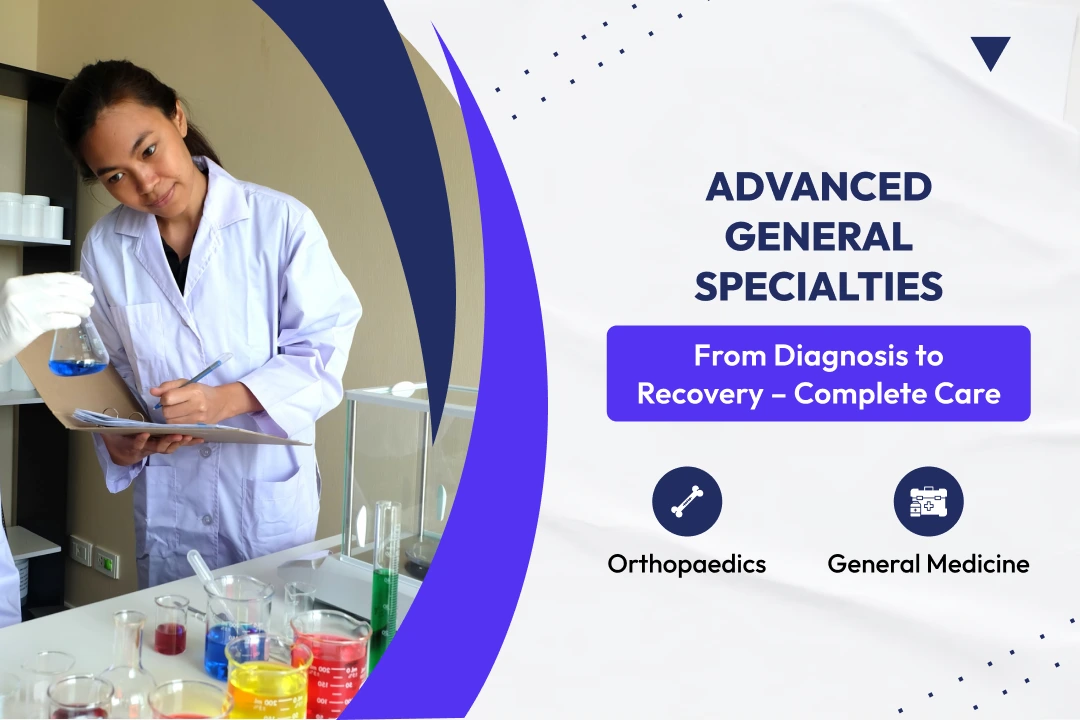 ADVANCED
GENERAL
SPECIALTIES
From Diagnosis to
Recovery – Complete Care
Orthopaedics
General Medicine